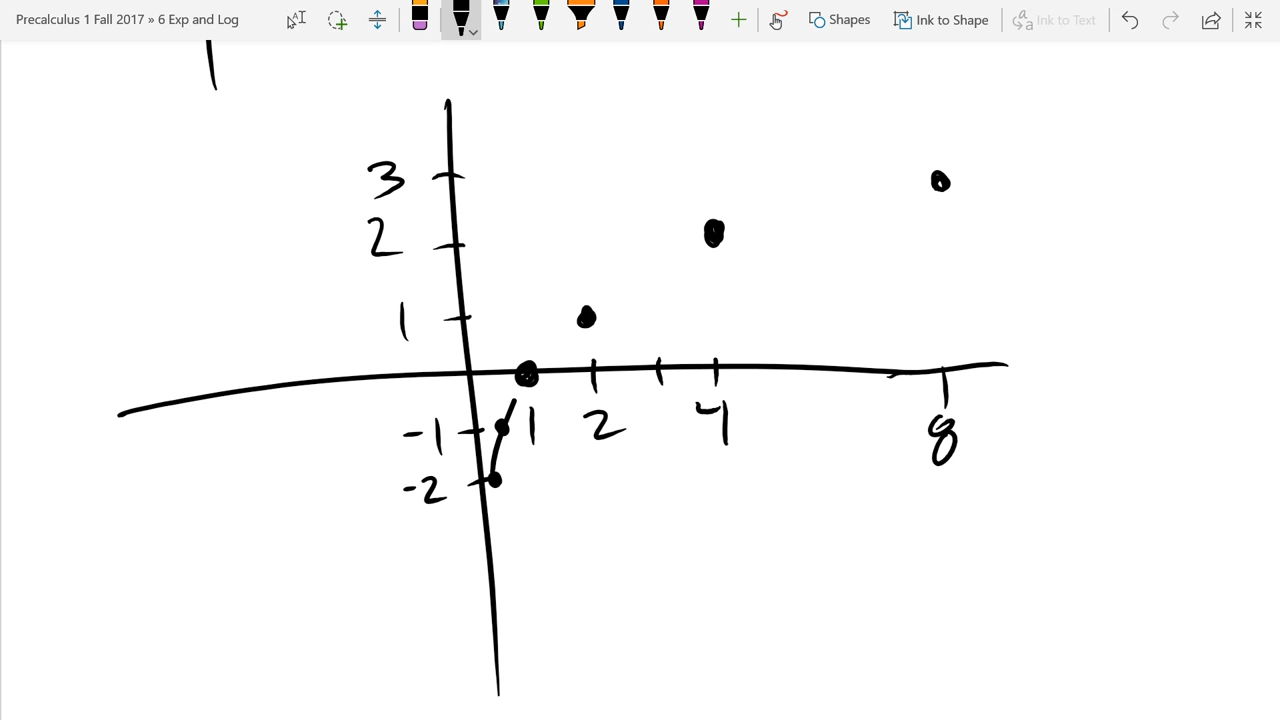 Precalculus 1 Fall 2017 » 6 Exp and Log
Shapes
Ink to Shape
Ink to Text
3
2
1
-1
-2
1 2 4 8